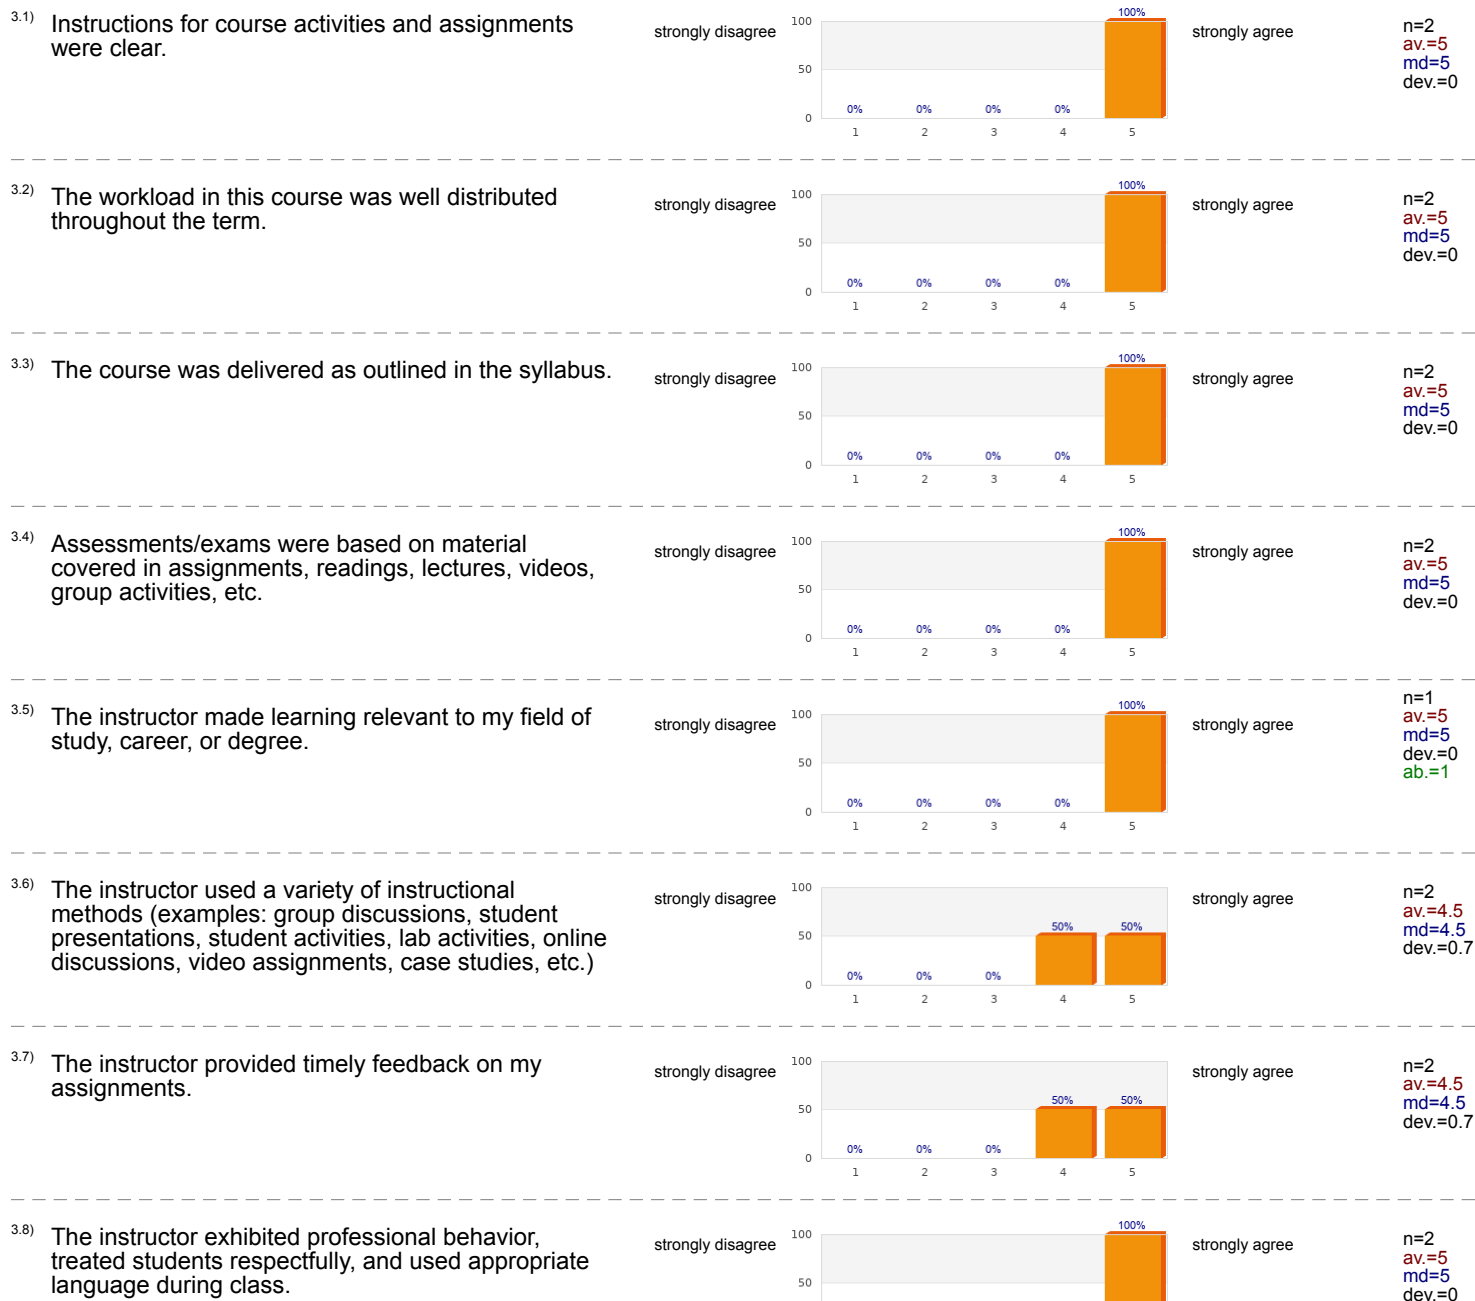 3.1) Instructions for course activities and assignments
were clear.
strongly disagree
100
50
0
0% 0% 0% 0% 100%
1 2 3 4 5
strongly agree
n=2
av.=5
md=5
dev.=0
3.2) The workload in this course was well distributed
throughout the term.
strongly disagree
100
50
0
0% 0% 0% 0% 100%
1 2 3 4 5
strongly agree
n=2
av.=5
md=5
dev.=0
3.3) The course was delivered as outlined in the syllabus.
strongly disagree
100
50
0
0% 0% 0% 0% 100%
1 2 3 4 5
strongly agree
n=2
av.=5
md=5
dev.=0
3.4) Assessments/exams were based on material
covered in assignments, readings, lectures, videos,
group activities, etc.
strongly disagree
100
50
0
0% 0% 0% 0% 100%
1 2 3 4 5
strongly agree
n=2
av.=5
md=5
dev.=0
3.5) The instructor made learning relevant to my field of
study, career, or degree.
strongly disagree
100
50
0
0% 0% 0% 0% 100%
1 2 3 4 5
strongly agree
n=1
av.=5
md=5
dev.=0
ab.=1
3.6) The instructor used a variety of instructional
methods (examples: group discussions, student
presentations, student activities, lab activities, online
discussions, video assignments, case studies, etc.)
strongly disagree
100
50
0
0% 0% 0% 50% 50%
1 2 3 4 5
strongly agree
n=2
av.=4.5
md=4.5
dev.=0.7
3.7) The instructor provided timely feedback on my
assignments.
strongly disagree
100
50
0
0% 0% 0% 50% 50%
1 2 3 4 5
strongly agree
n=2
av.=4.5
md=4.5
dev.=0.7
3.8) The instructor exhibited professional behavior,
treated students respectfully, and used appropriate
language during class.
strongly disagree
100
50
100%
strongly agree
n=2
av.=5
md=5
dev.=0